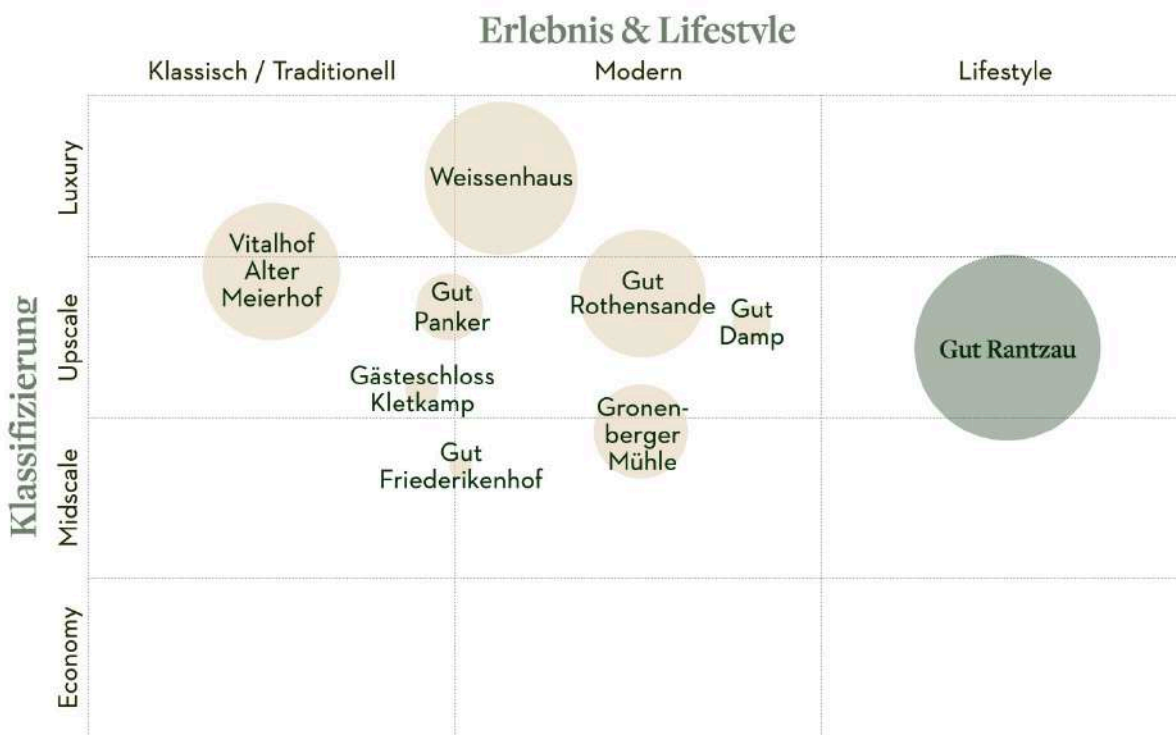 Erlebnis & Lifestyle
Klassisch / Traditionell
Modern
Lifestyle
Klassifizierung
Luxury
Upscale
Midscale
Economy
Weissenhaus
Vitalhof
Alter
Meierhof
Gut
Panker
Gut
Rothensande
Gut
Damp
Gut Rantzau
Gästeschloss
Kletkamp
Gronen-
berger
Mühle
Gut
Friederikenhof